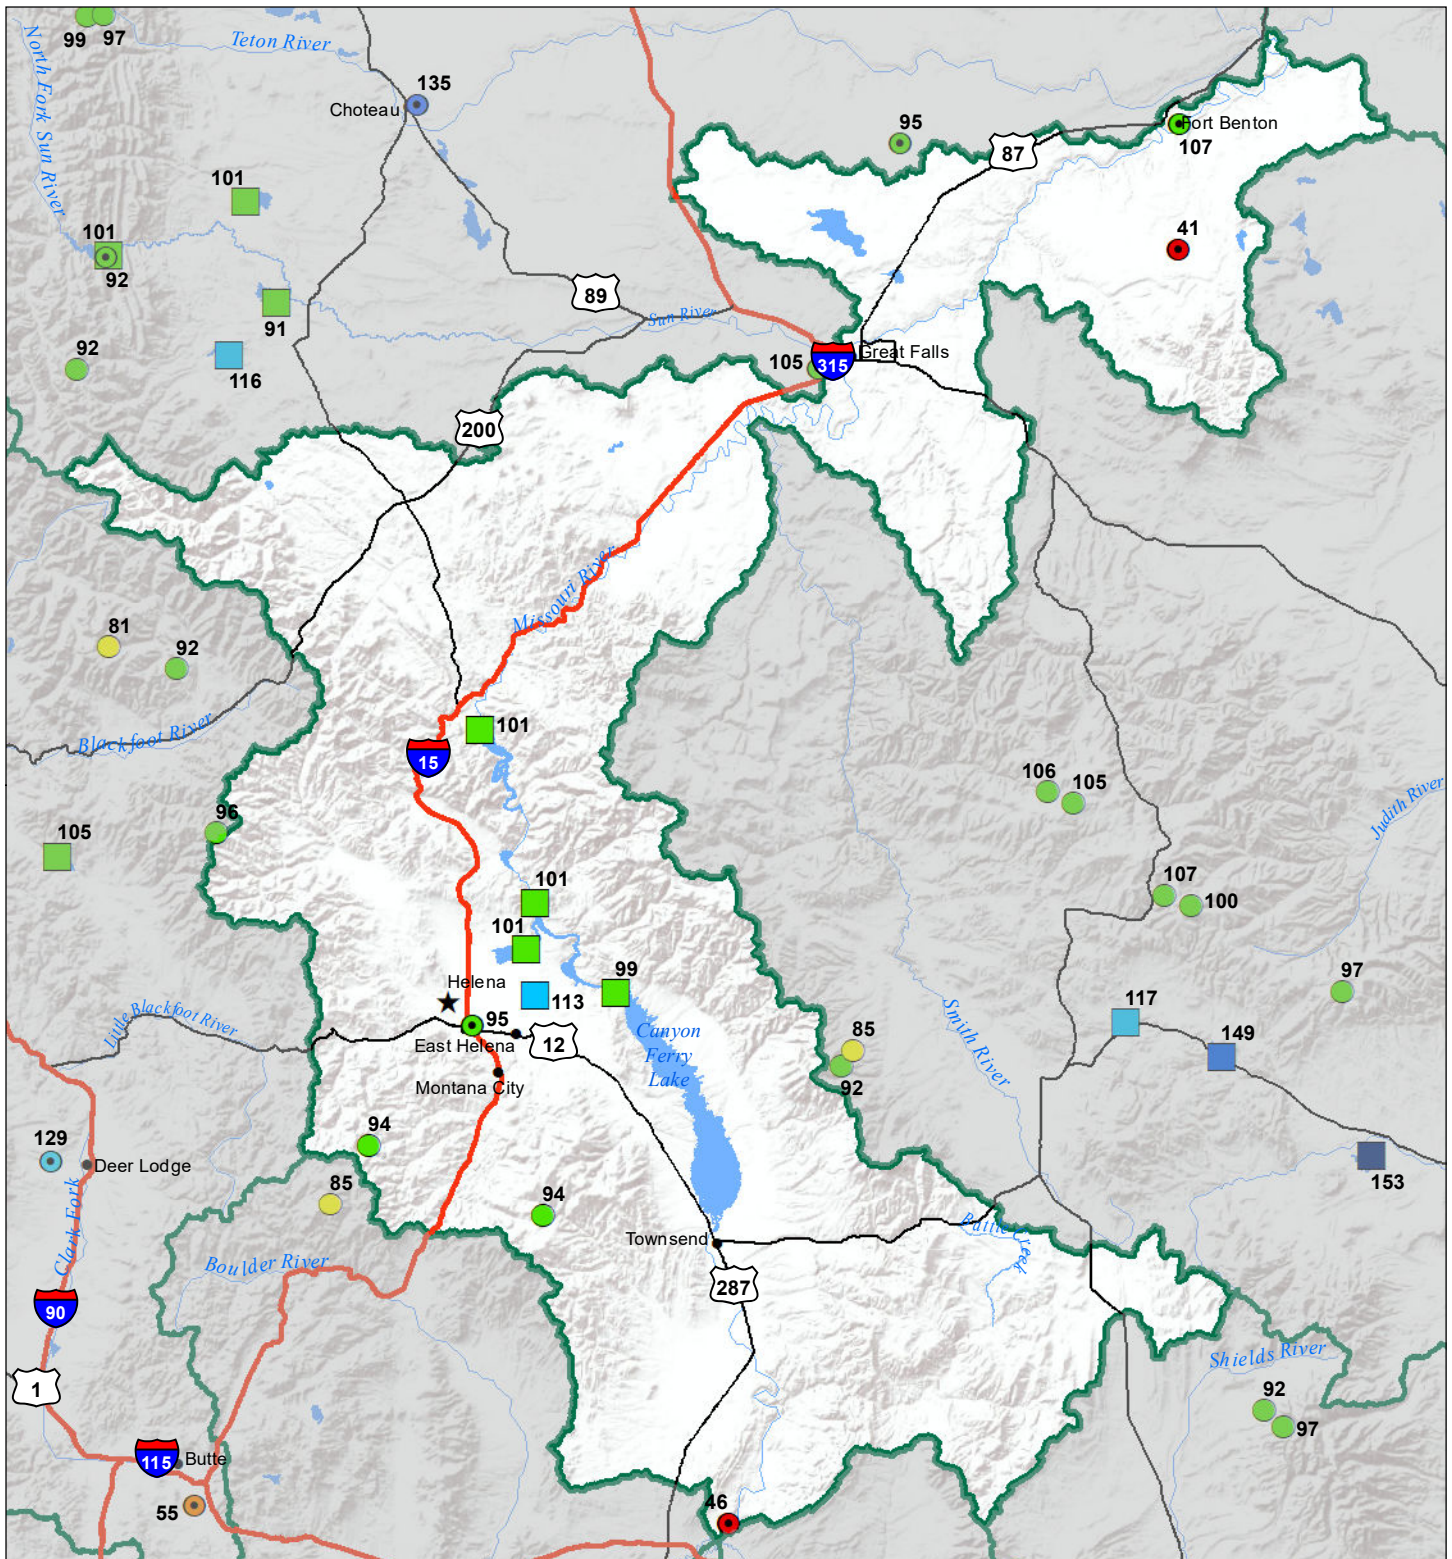 99
97
Teton River
North Fork Sun River
135
Choteau
95
87
Fort Benton
107
101
41
101
92
89
91
Sun River
92
116
105
315
Great Falls
200
Missouri River
81
92
Blackfoot River
101
15
106
105
Judith River
96
105
101
107
100
101
Helena
99
97
113
117
Little Blackfoot River
95
East Helena
12
Canyon
Ferry
Lake
Smith River
85
149
92
Montana City
94
129
Deer Lodge
153
85
94
Clark Fork
Townsend
Battle Creek
Boulder River
287
90
Shields River
1
92
97
115
Butte
55
46